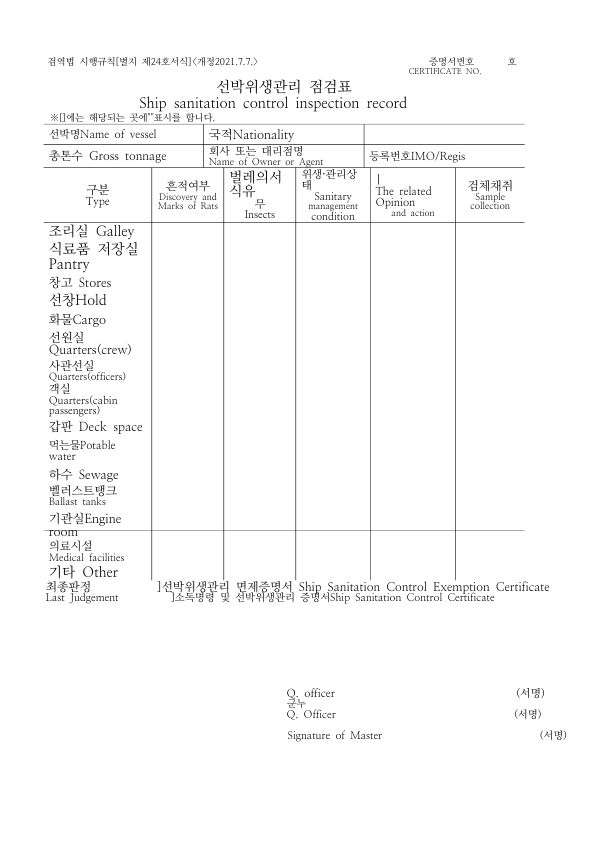 검역법 시행규칙[별지 제24호서식]<개정2021.7.7.>
증명서번호 호
CERTIFICATE NO.
선박위생관리 점검표
Ship sanitation control inspection record
※[]에는 해당되는 곳에""표시를 합니다.
선박명Name of vessel
국적Nationality
총톤수 Gross tonnage
회사 또는 대리점명
Name of Owner or Agent
등록번호IMO/Regis
구분
Type
흔적여부
Discovery and
Marks of Rats
벌레의서
식유
무
Insects
위생·관리상
태
Sanitary
management
condition
|
The related
Opinion
and action
검체채취
Sample
collection
조리실 Galley
식료품 저장실
Pantry
창고 Stores
선창Hold
화물Cargo
선원실
Quarters(crew)
사관선실
Quarters(officers)
객실
Quarters(cabin
passengers)
갑판 Deck space
먹는물Potable
water
하수 Sewage
벨러스트탱크
Ballast tanks
기관실Engine
room
의료시설
Medical facilities
기타 Other
최종판정 ]선박위생관리 면제증명서 Ship Sanitation Control Exemption Certificate
Last Judgement ]소독명령 및 선박위생관리 증명서Ship Sanitation Control Certificate
Q. officer (서명)
군누
Q. Officer (서명)
Signature of Master (서명)